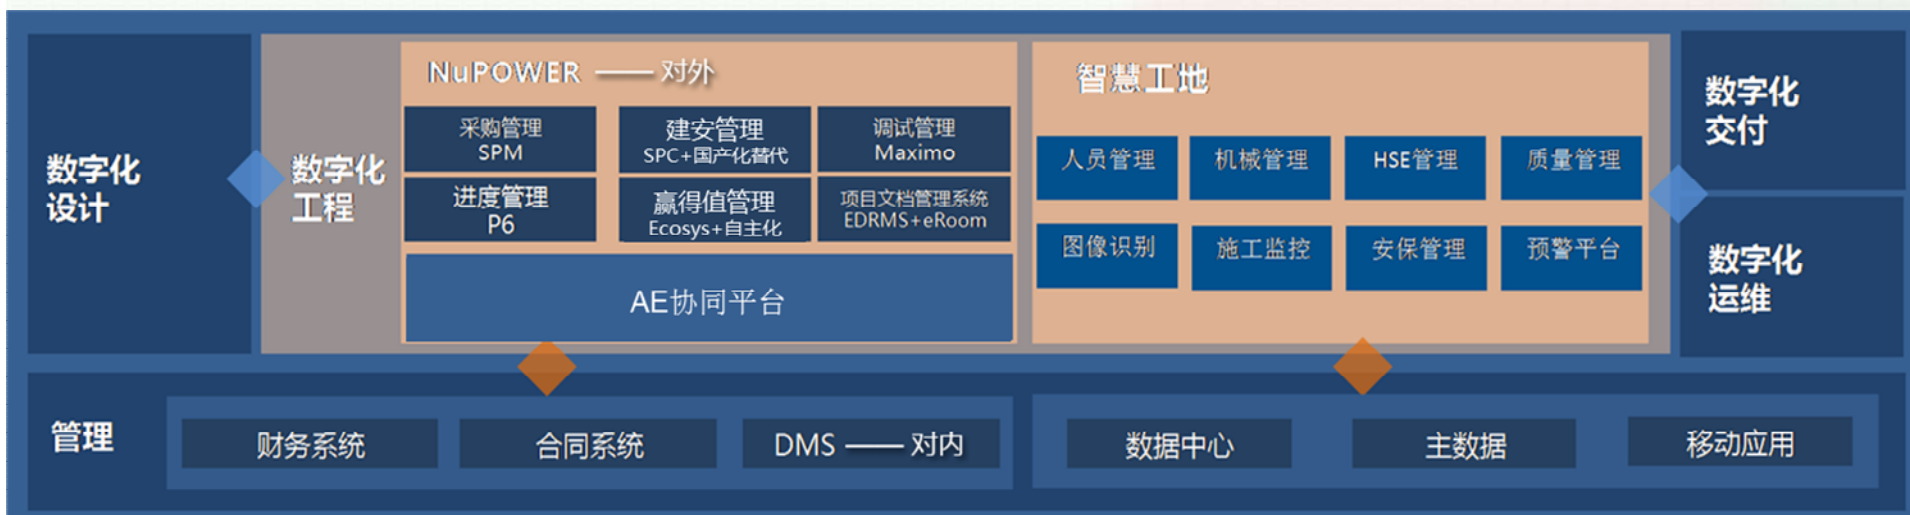 数字化
设计
数字化
工程
NuPOWER —— 对外
采购管理
SPM
建安管理
SPC+国产化替代
调试管理
Maximo
进度管理
P6
赢得值管理
Ecosys+自主化
项目文档管理系统
EDRMS+eRoom
AE协同平台
智慧工地
人员管理
机械管理
HSE管理
质量管理
图像识别
施工监控
安保管理
预警平台
数字化
交付
数字化
运维
管理
财务系统
合同系统
DMS —— 对内
数据中心
主数据
移动应用